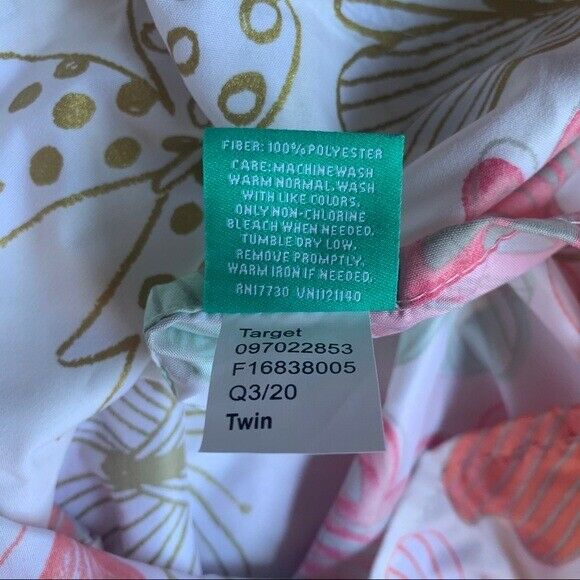 FIBER: 100% POLYESTER
CARE: MACHINE WASH
WARM NORMAL. WASH
WITH LIKE COLORS.
ONLY NON-CHLORINE
BLEACH WHEN NEEDED.
TUMBLE DRY LOW.
REMOVE PROMPTLY.
WARM IRON IF NEEDED.
RN17730 VN1121140
Target
097022853
F16838005
Q3/20
Twin